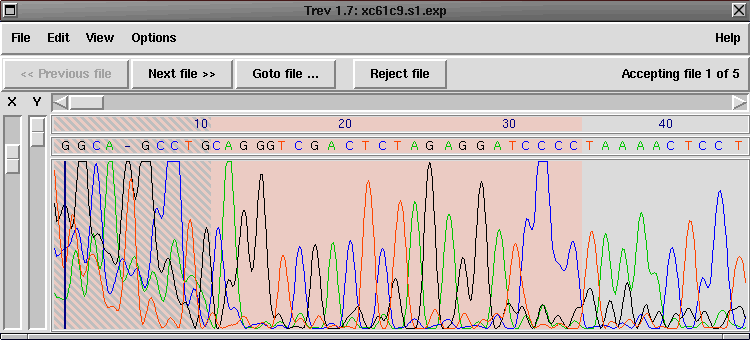 Trev 1.7: xc61c9.s1.exp
File Edit View Options Help
<< Previous file Next file >> Goto file ... Reject file Accepting file 1 of 5
X Y
10 20 30 40
G G C A - G C C T G C A G G G T C G A C T C T A G A G G A T C C C C T A A A A C T C C T